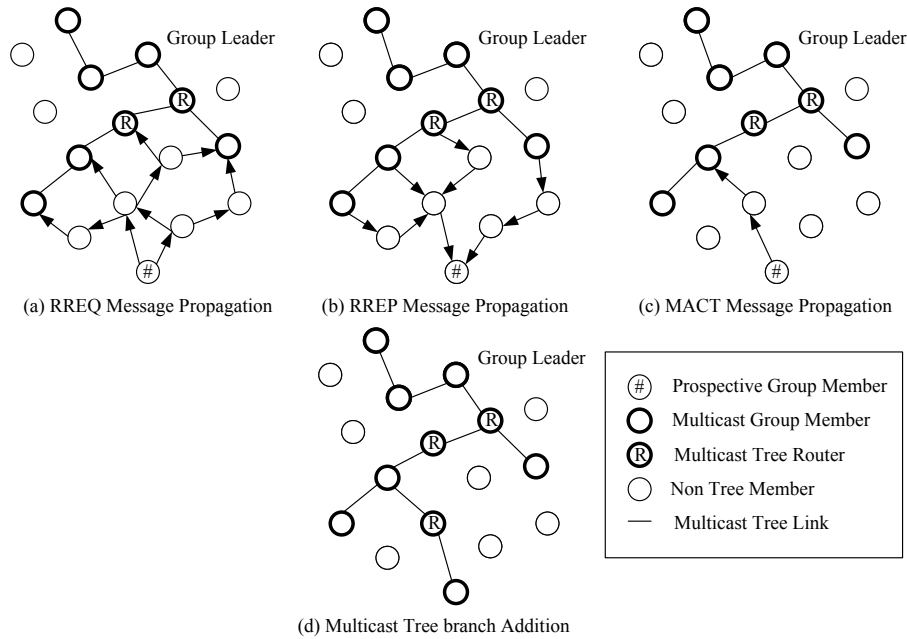 Group Leader
Group Leader
Group Leader
R
R
R
R
R
R
#
#
#
(a) RREQ Message Propagation
(b) RREP Message Propagation
(c) MACT Message Propagation
Group Leader
R
R
R
# Prospective Group Member
Multicast Group Member
R Multicast Tree Router
Non Tree Member
Multicast Tree Link
(d) Multicast Tree branch Addition